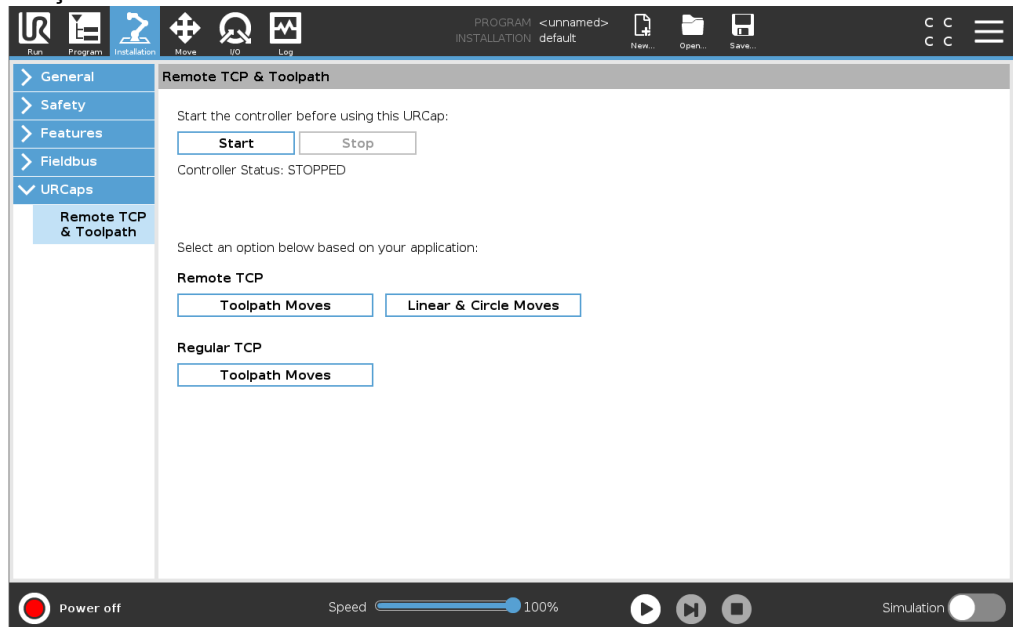 PROGRAM <unnamed>
INSTALLATION default
UR
Run Program Installation Move I/O Log New... Open... Save...
C C
C C
General
Safety
Features
Fieldbus
URCaps
Remote TCP
& Toolpath
Remote TCP & Toolpath
Start the controller before using this URCap:
Start Stop
Controller Status: STOPPED
Select an option below based on your application:
Remote TCP
Toolpath Moves Linear & Circle Moves
Regular TCP
Toolpath Moves
Power off Speed 100% Simulation